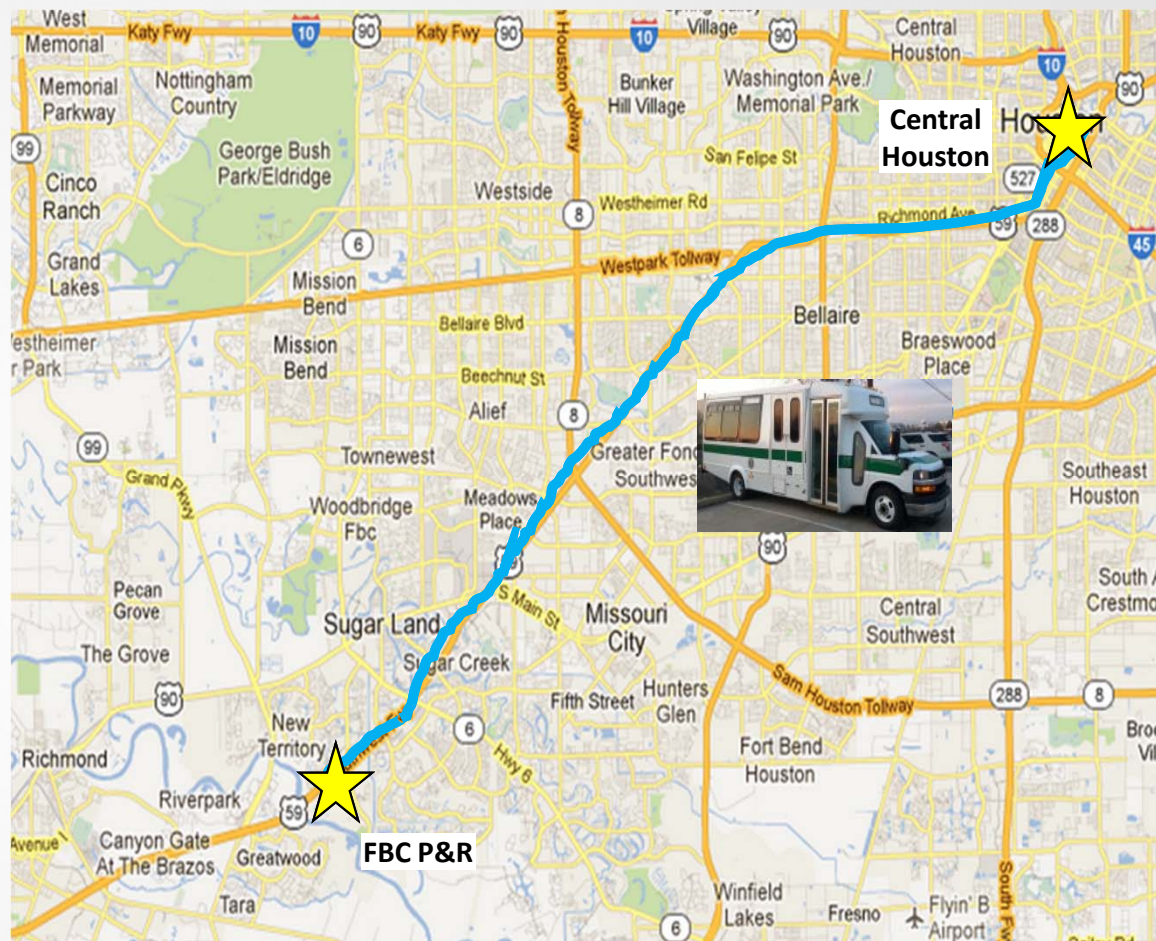 West
Memorial
Katy Fwy
10
90
Katy Fwy
90
10
Village
90
Central
Houston
10
90
Memorial
Parkway
Nottingham
Country
Bunker
Hill Village
Washington Ave./
Memorial Park
Central
Houston
99
George Bush
Park/Eldridge
San Felipe St
527
Cinco
Ranch
Westside
Westheimer Rd
8
Richmond Ave
59
288
45
6
Grand
Lakes
Mission
Bend
Westpark Tollway
Bellaire Blvd
Bellaire
Mission
Bend
Braeswood
Place
Beechnut St
Alief
8
99
Townewest
Greater
Southwest
Southeast
Houston
Grand Pkwy
Woodbridge
Fbc
Meadows
Place
90
Pecan
Grove
S Main St
Missouri
City
Central
Southwest
Sugar Land
The Grove
Sugar Creek
90
Fifth Street
Hunters
Glen
Sam Houston Tollway
288
8
New
Territory
6
Richmond
Hwy 6
Fort Bend
Houston
Riverpark
59
Avenue I
Canyon Gate
At The Brazos
Greatwood
FBC P&R
Tara
Winfield
Lakes
Fresno
Flyin' B
Airport
6